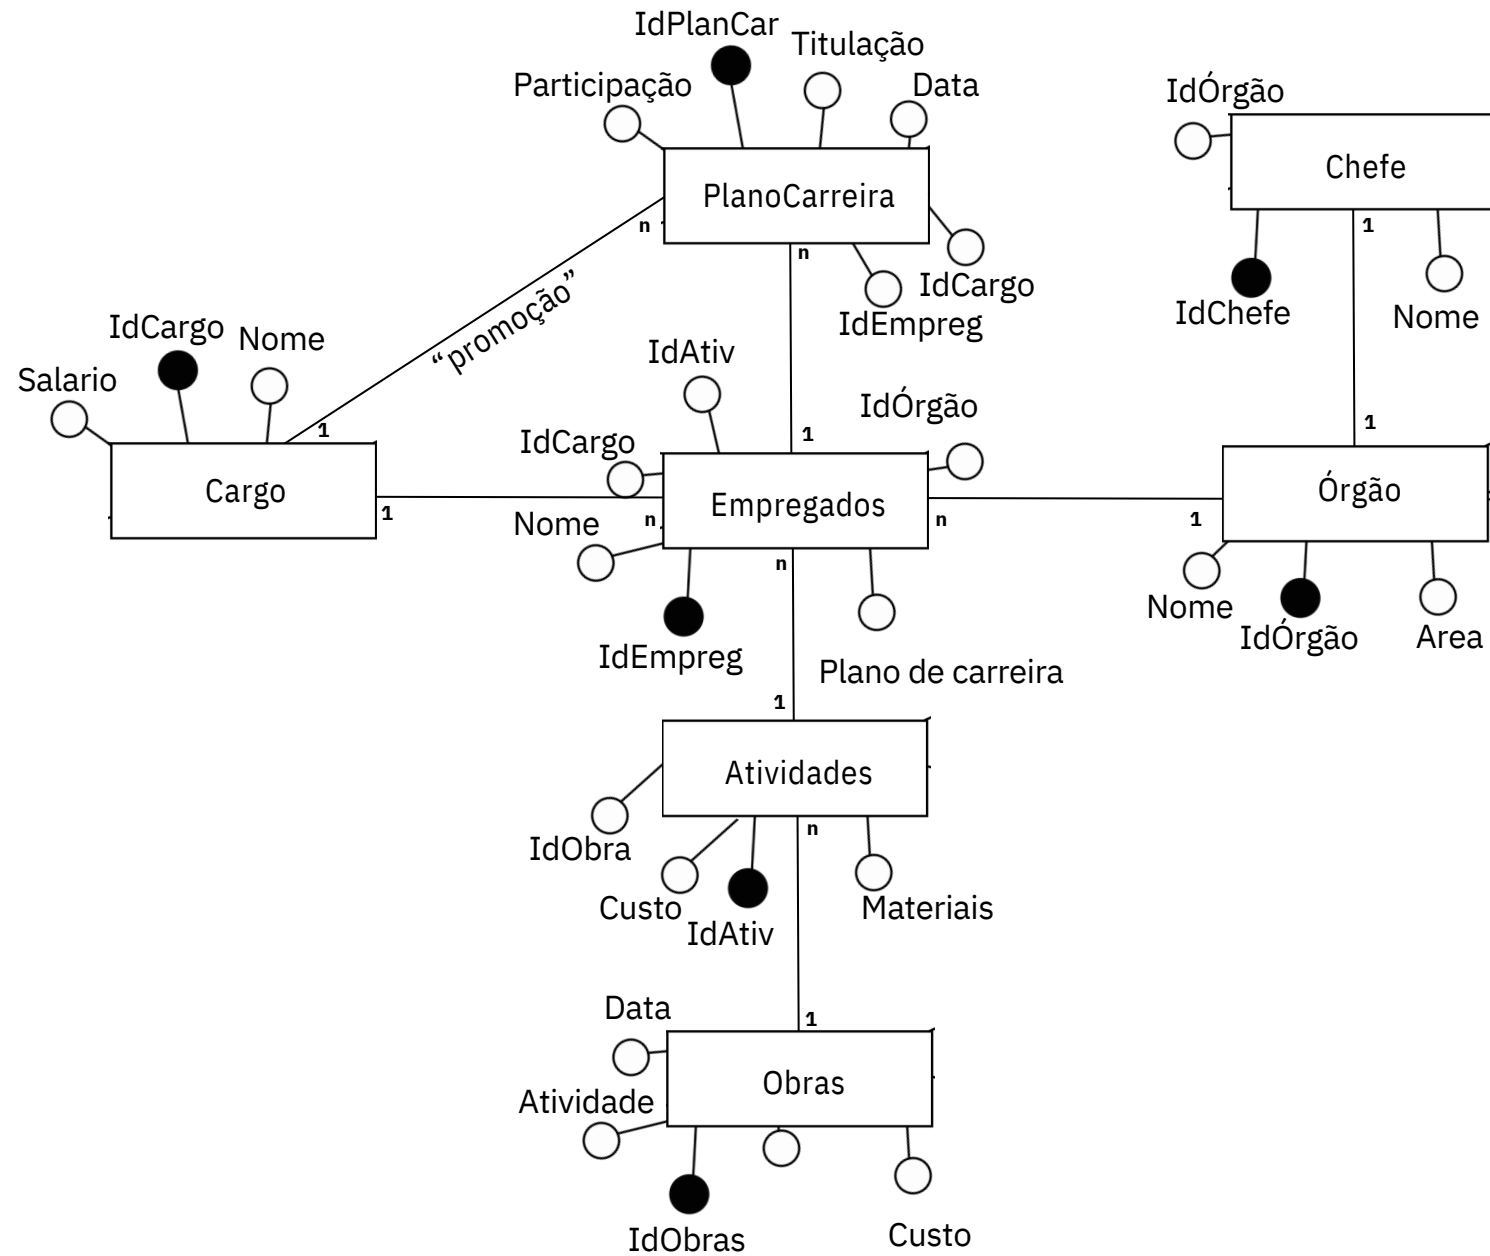 IdPlanCar
Titulação
Participação
Data
IdÓrgão
PlanoCarreira
Chefe
n
n
1
IdCargo
IdEmpreg
IdChefe
Nome
"promoção"
IdCargo
Nome
Salario
IdAtiv
IdÓrgão
1
1
1
IdCargo
Cargo
Empregados
Órgão
1
n
n
1
Nome
n
Nome
IdÓrgão
Area
IdEmpreg
Plano de carreira
1
Atividades
n
IdObra
Custo
IdAtiv
Materiais
Data
1
Obras
Atividade
IdObras
Custo